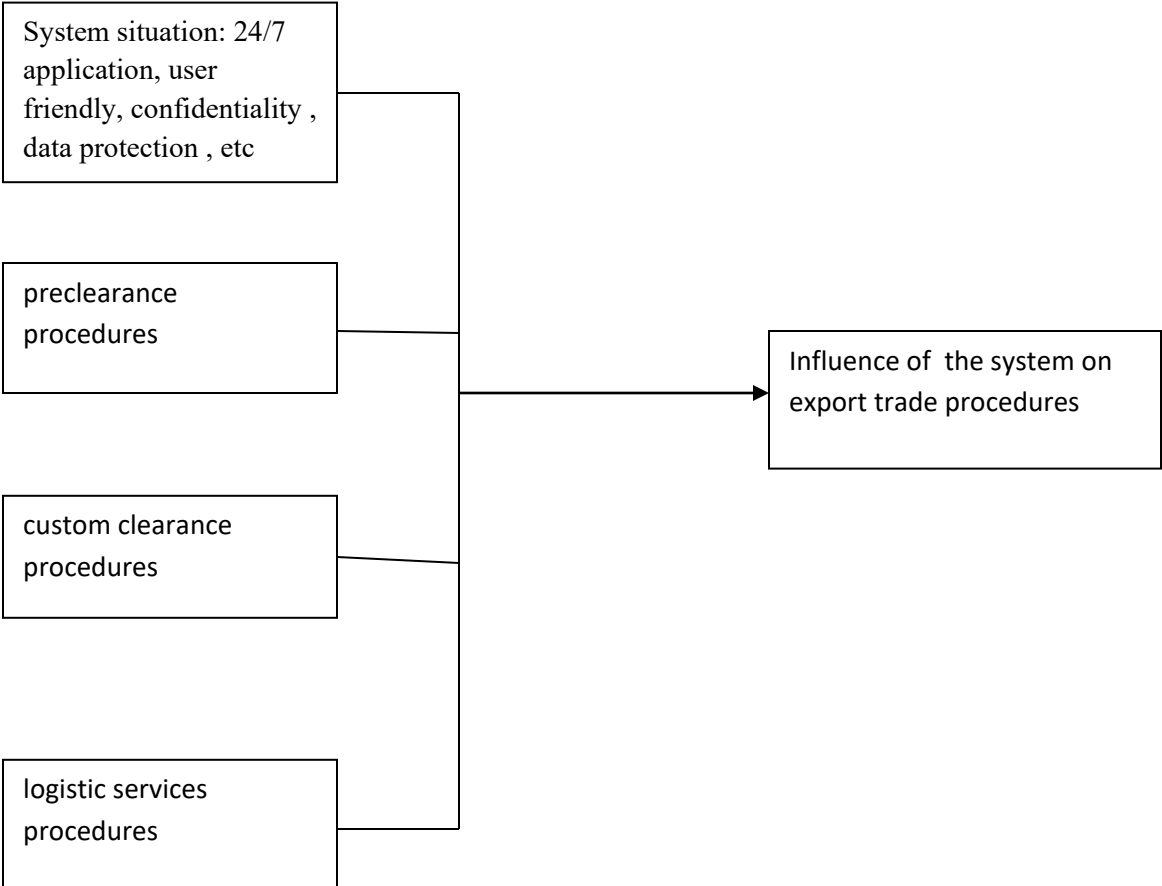 System situation: 24/7
application, user
friendly, confidentiality ,
data protection , etc
preclearance
procedures
Influence of  the system on
export trade procedures
custom clearance
procedures
logistic services
procedures